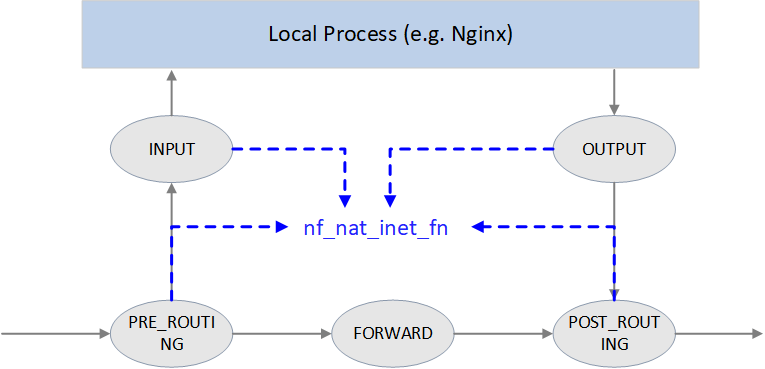 Local Process (e.g. Nginx)
INPUT
OUTPUT
nf_nat_inet_fn
PRE_ROUTI
NG
FORWARD
POST_ROUT
ING